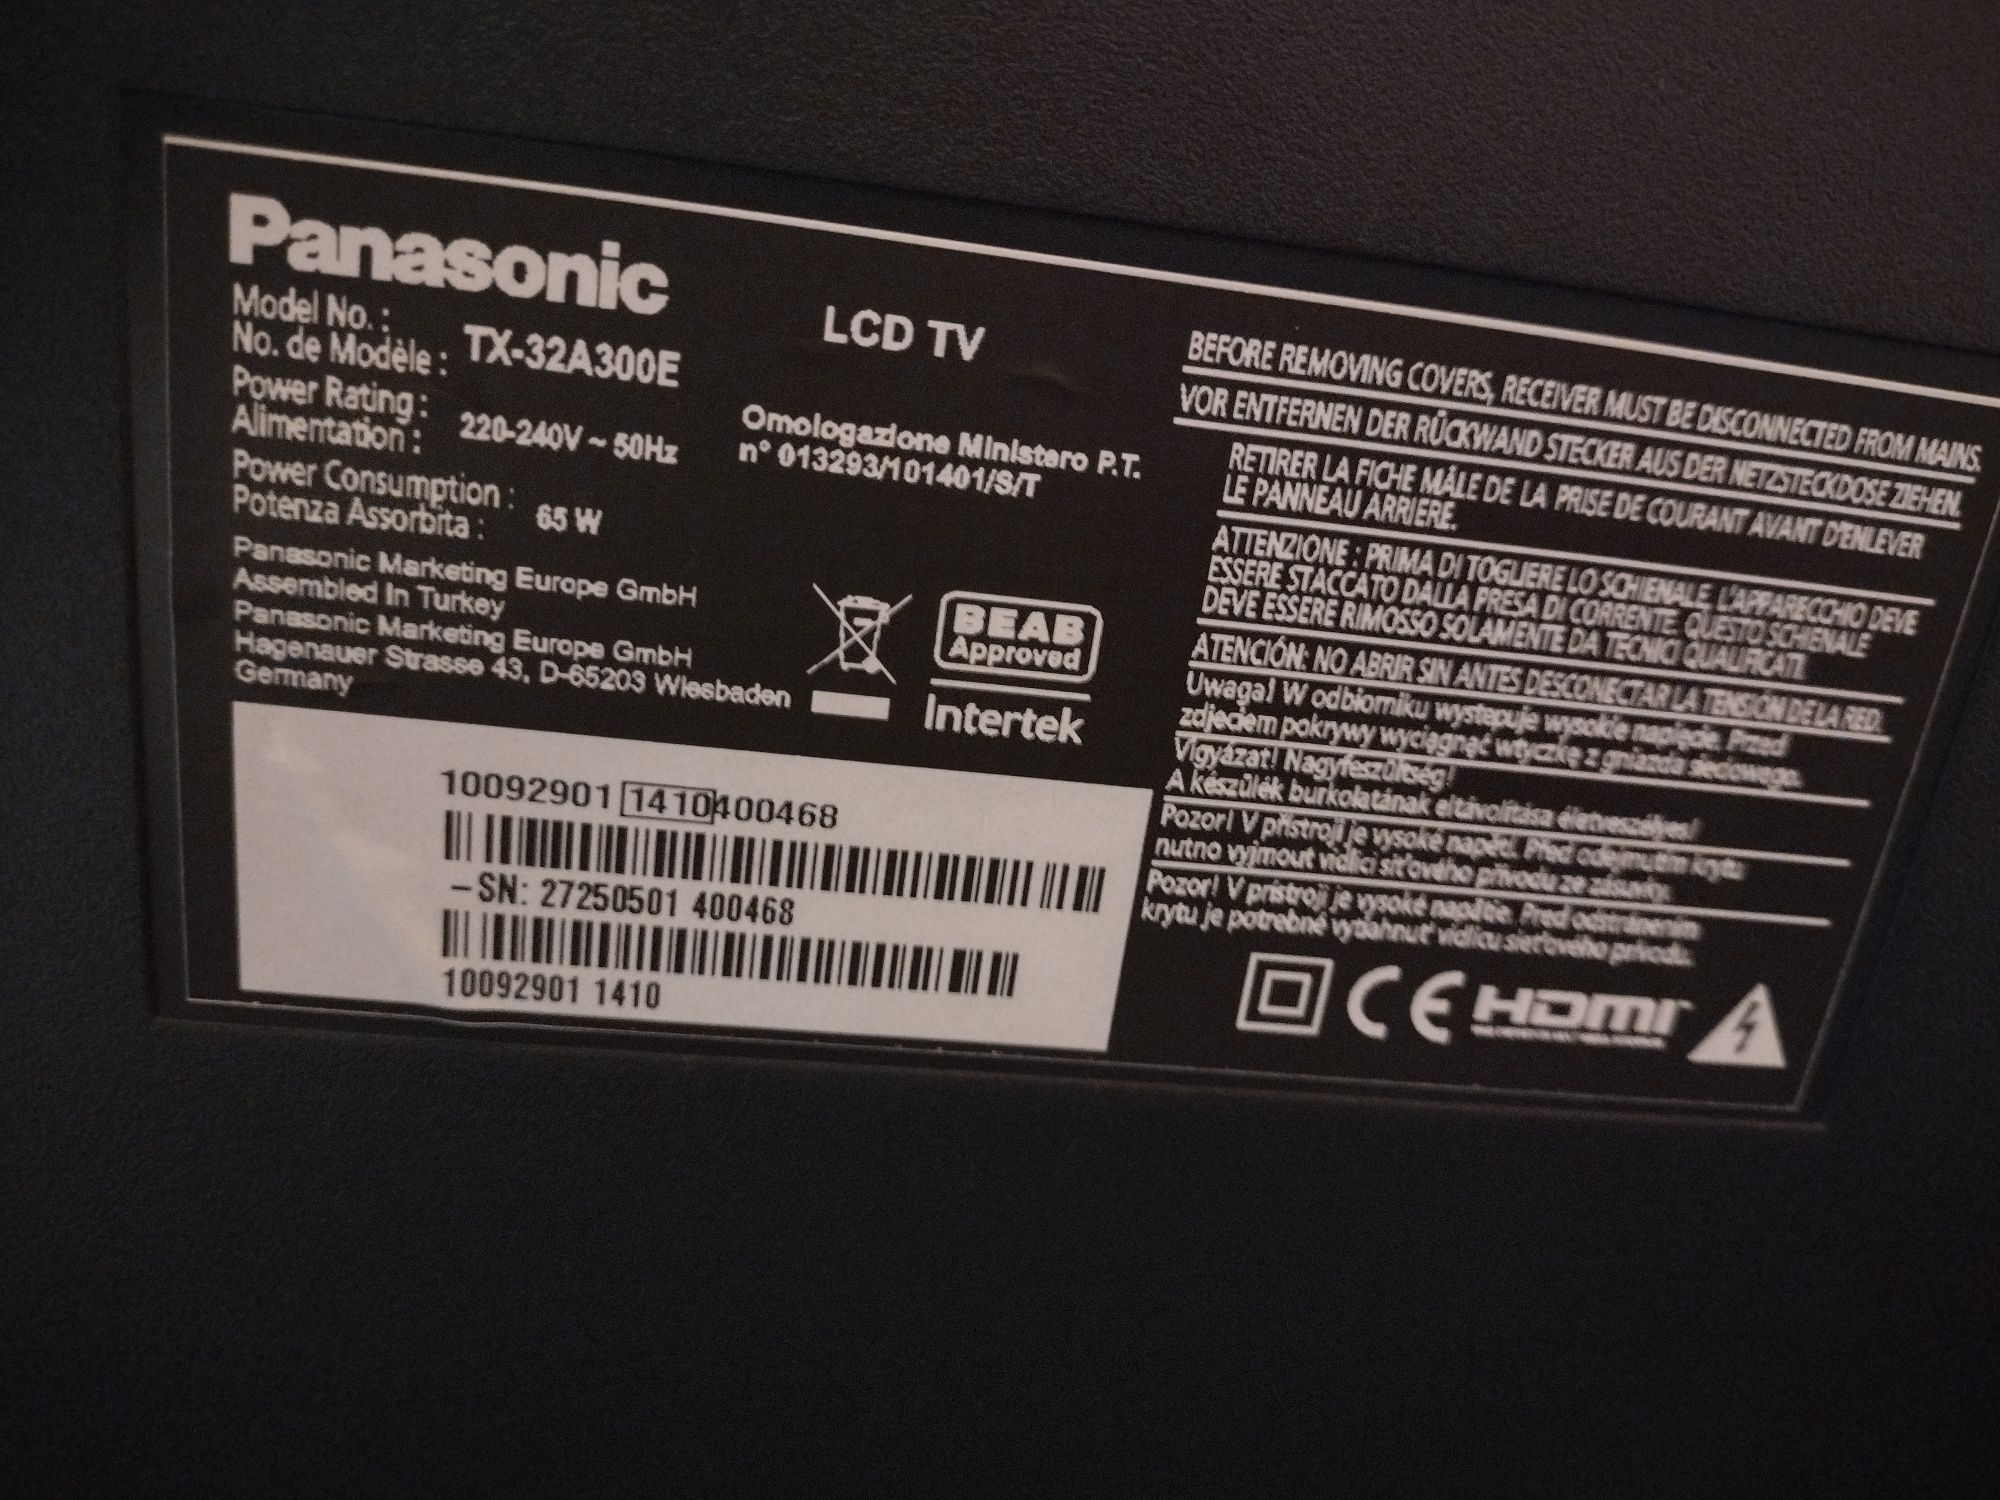 Panasonic
Model No. :
No. de Modèle :
TX-32A300E
Power Rating :
Alimentation :
220-240V ~ 50Hz
Power Consumption :
Potenza Assorbita :
65 W
Panasonic Marketing Europe GmbH
Assembled In Turkey
Panasonic Marketing Europe GmbH
Hagenauer Strasse 43, D-65203 Wiesbaden
Germany
LCD TV
Omologazione Ministero P.T.
n° 013293/101401/S/T
BEAB
Approved
Intertek
10092901 1410400468
-SN: 27250501 400468
10092901 1410
BEFORE REMOVING COVERS, RECEIVER MUST BE DISCONNECTED FROM MAINS.
VOR ENTFERNEN DER RÜCKWAND STECKER AUS DER NETZSTECKDOSE ZIEHEN.
RETIRER LA FICHE MÂLE DE LA PRISE DE COURANT AVANT D'ENLEVER
LE PANNEAU ARRIERE.
ATTENZIONE : PRIMA DI TOGLIERE LO SCHIENALE, L'APPARECCHIO DEVE
ESSERE STACCATO DALLA PRESA DI CORRENTE. QUESTO SCHIENALE
DEVE ESSERE RIMOSSO SOLAMENTE DA TECNICI QUALIFICATI.
ATENCIÓN: NO ABRIR SIN ANTES DESCONECTAR LA TENSIÓN DE LA RED.
Uwaga! W odbiorniku występuje wysokie napięcie. Przed
zdjęciem pokrywy wyciągnąć wtyczkę z gniazda sieciowego.
Vigyázat! Nagyfeszültség!
A készülék burkolatának eltávolítása életveszélyes!
Pozor! V přístroji je vysoké napětí. Před odejmutím krytu
nutno vyjmout vidlici síťového přívodu ze zásuvky.
Pozor! V prístroji je vysoké napätie. Pred odstránením
krytu je potrebné vytiahnuť vidlicu sieťového prívodu.
CE HDMI